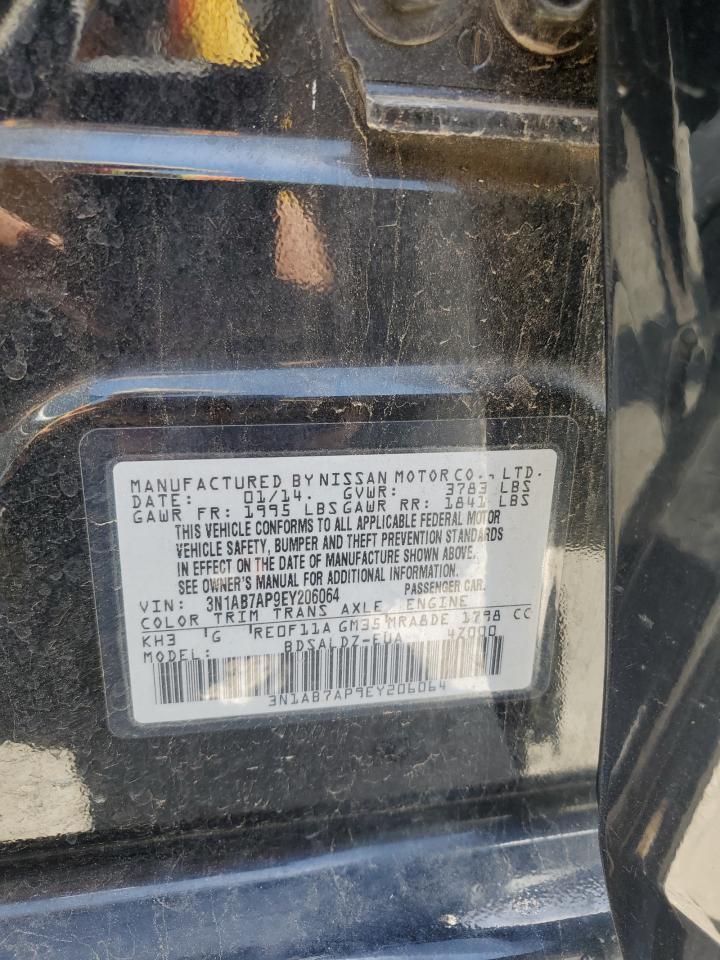 MANUFACTURED BY NISSAN MOTOR CO., LTD.
DATE: 01/14. GVWR: 3783 LBS
GAWR FR: 1995 LBS GAWR RR: 1841 LBS
THIS VEHICLE CONFORMS TO ALL APPLICABLE FEDERAL MOTOR
VEHICLE SAFETY, BUMPER AND THEFT PREVENTION STANDARDS
IN EFFECT ON THE DATE OF MANUFACTURE SHOWN ABOVE.
SEE OWNER'S MANUAL FOR ADDITIONAL INFORMATION.
VIN: 3N1AB7AP9EY206064 PASSENGER CAR.
COLOR TRIM TRANS AXLE ENGINE
KH3 G RE0F11A GM35 MRA8DE 1798 CC
MODEL: BDSALDZ-EUA 4Z000
3N1AB7AP9EY206064